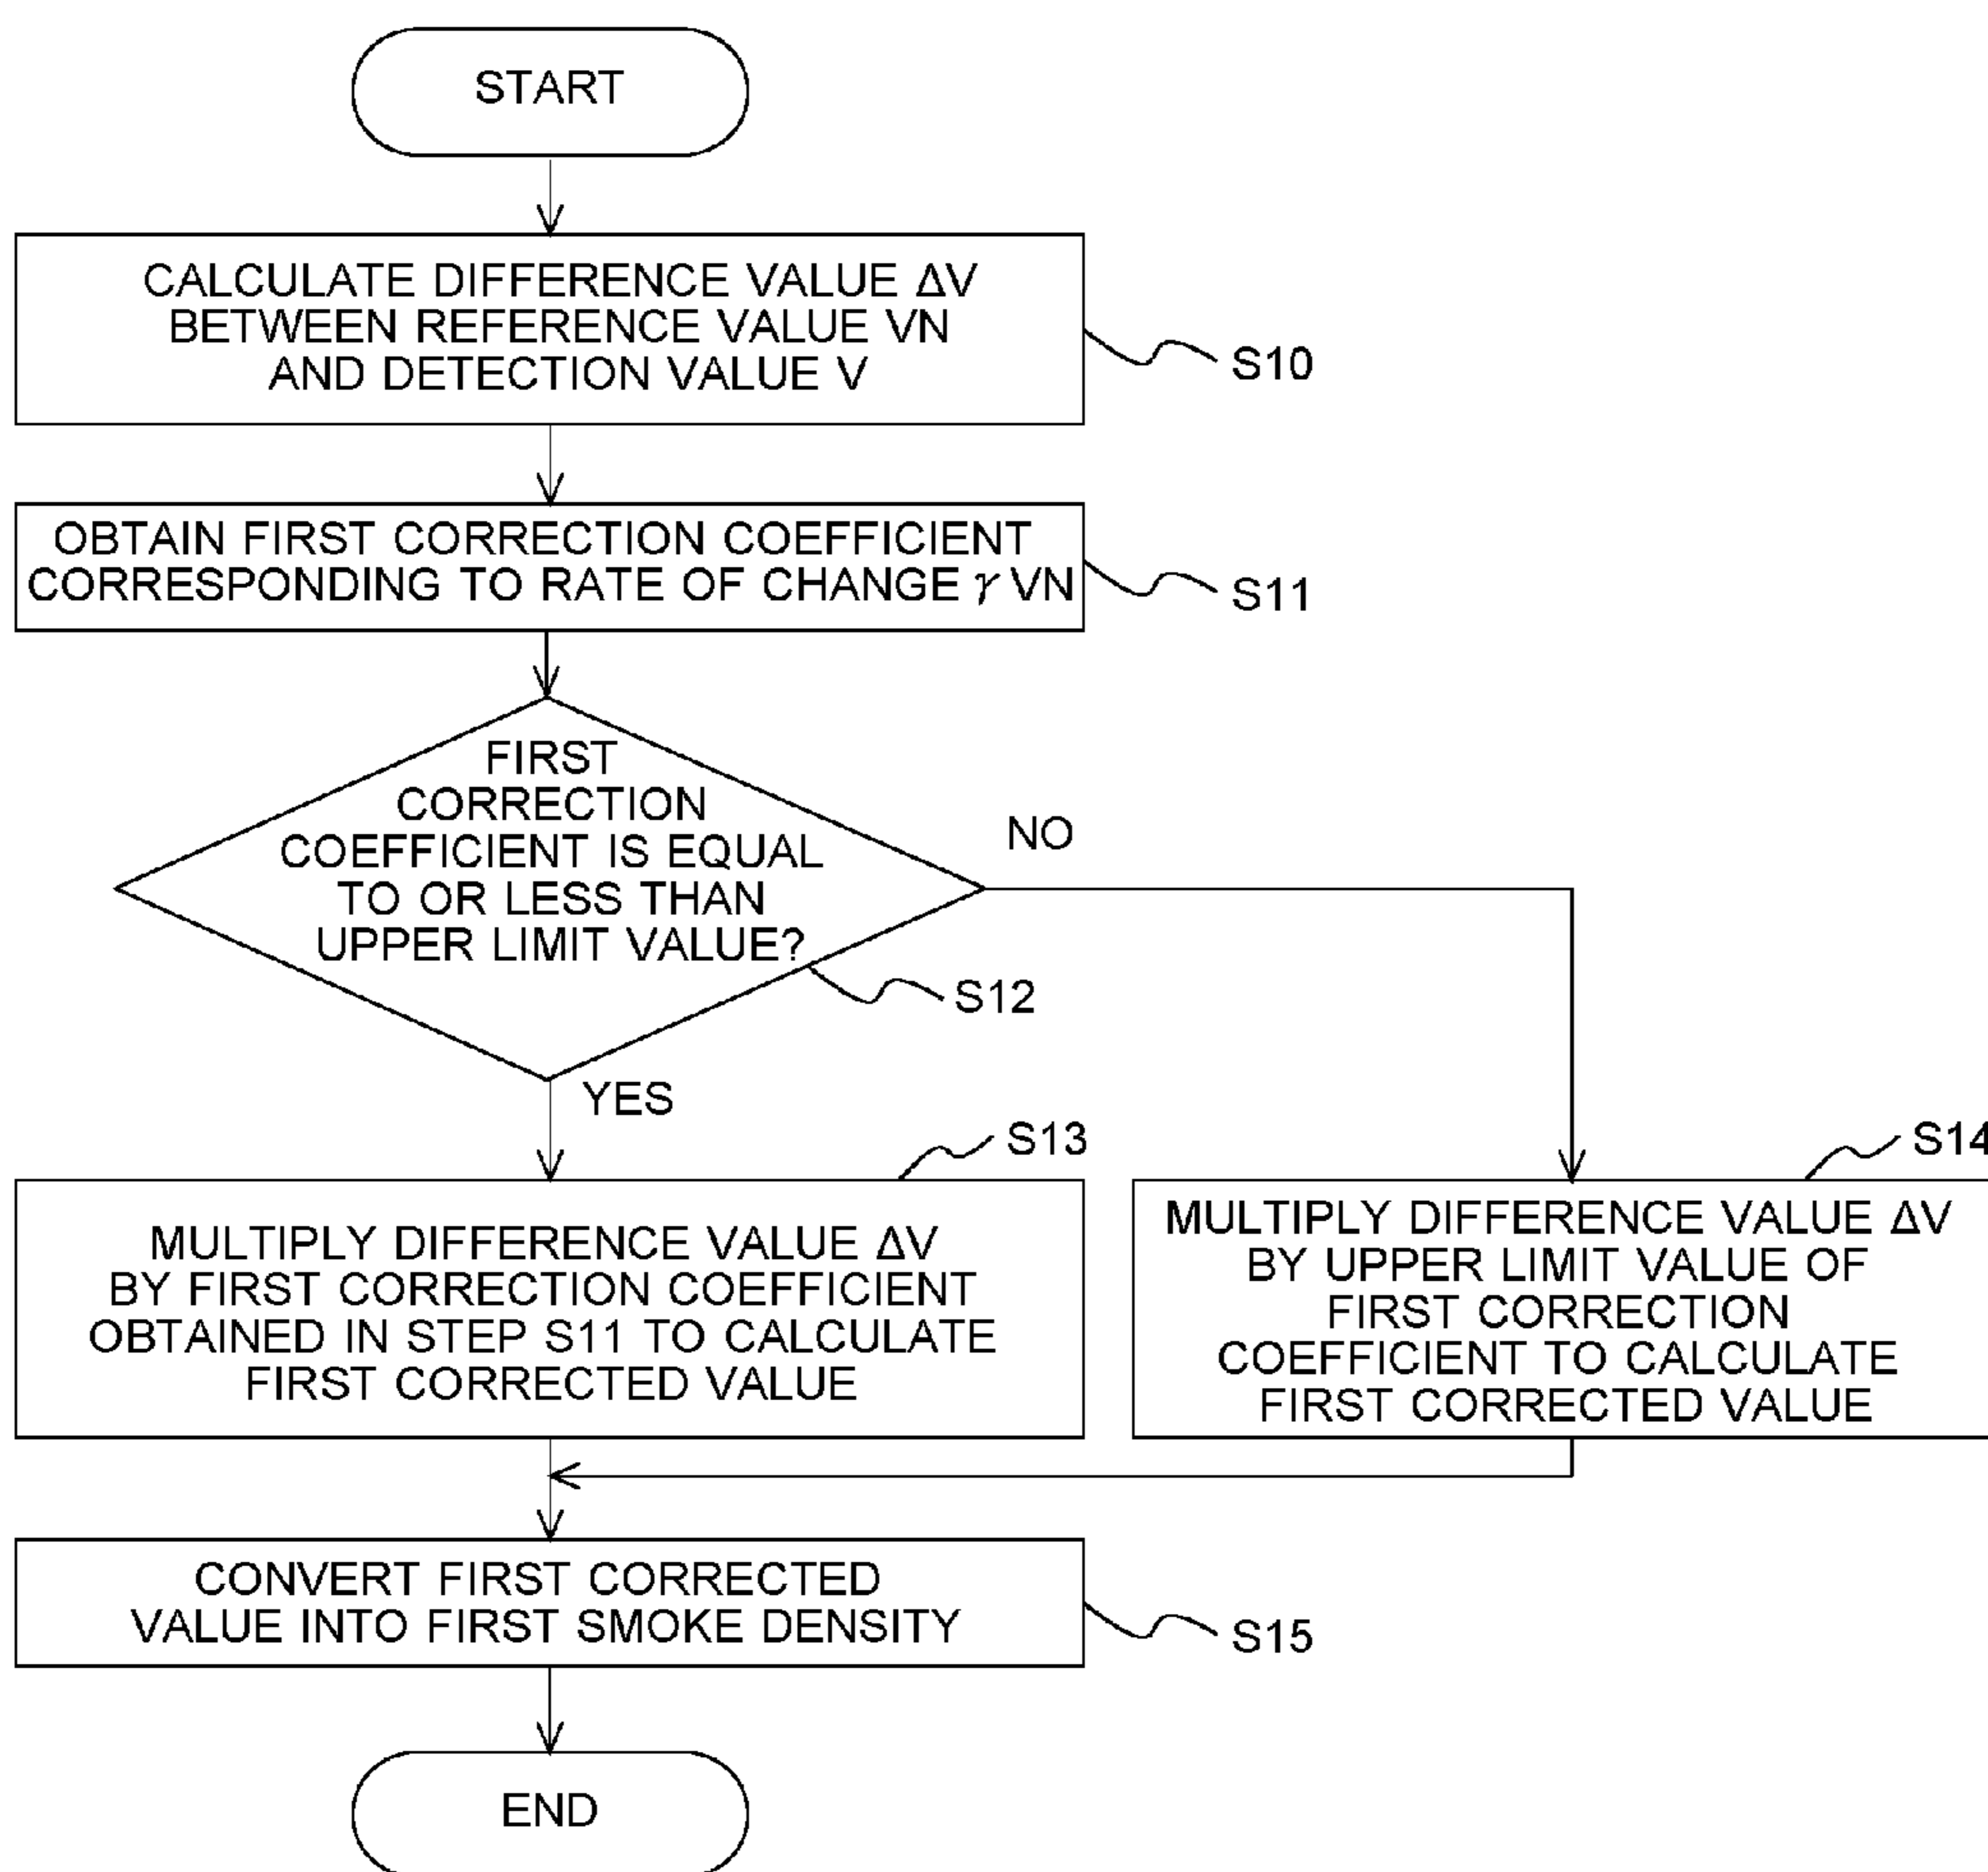 START
CALCULATE DIFFERENCE VALUE ΔV
BETWEEN REFERENCE VALUE VN
AND DETECTION VALUE V
S10
OBTAIN FIRST CORRECTION COEFFICIENT
CORRESPONDING TO RATE OF CHANGE γ VN
S11
FIRST
CORRECTION
COEFFICIENT IS EQUAL
TO OR LESS THAN
UPPER LIMIT VALUE?
NO
S12
YES
S13
MULTIPLY DIFFERENCE VALUE ΔV
BY FIRST CORRECTION COEFFICIENT
OBTAINED IN STEP S11 TO CALCULATE
FIRST CORRECTED VALUE
S14
MULTIPLY DIFFERENCE VALUE ΔV
BY UPPER LIMIT VALUE OF
FIRST CORRECTION
COEFFICIENT TO CALCULATE
FIRST CORRECTED VALUE
CONVERT FIRST CORRECTED
VALUE INTO FIRST SMOKE DENSITY
S15
END